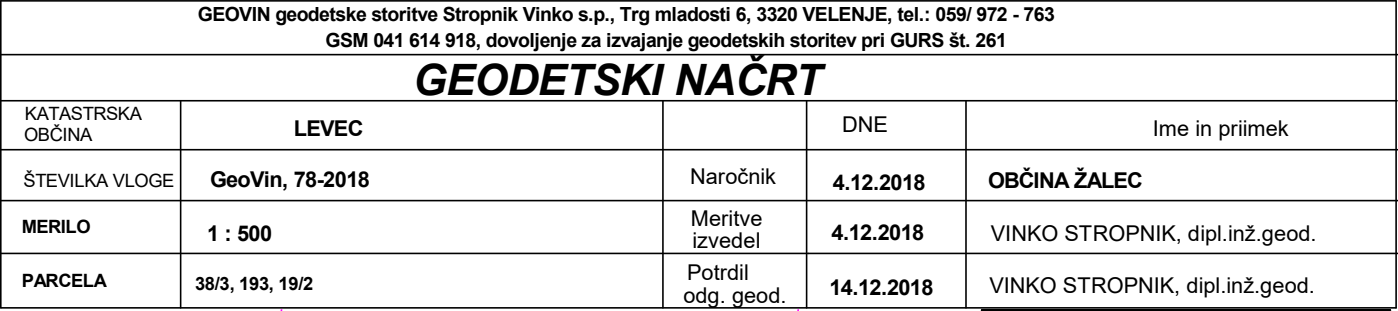 GEOVIN geodetske storitve Stropnik Vinko s.p., Trg mladosti 6, 3320 VELENJE, tel.: 059/ 972 - 763
GSM 041 614 918, dovoljenje za izvajanje geodetskih storitev pri GURS št. 261
GEODETSKI NAČRT
KATASTRSKA
OBČINA
LEVEC
DNE
Ime in priimek
ŠTEVILKA VLOGE
GeoVin, 78-2018
Naročnik
4.12.2018
OBČINA ŽALEC
MERILO
1 : 500
Meritve
izvedel
4.12.2018
VINKO STROPNIK, dipl.inž.geod.
PARCELA
38/3, 193, 19/2
Potrdil
odg. geod.
14.12.2018
VINKO STROPNIK, dipl.inž.geod.